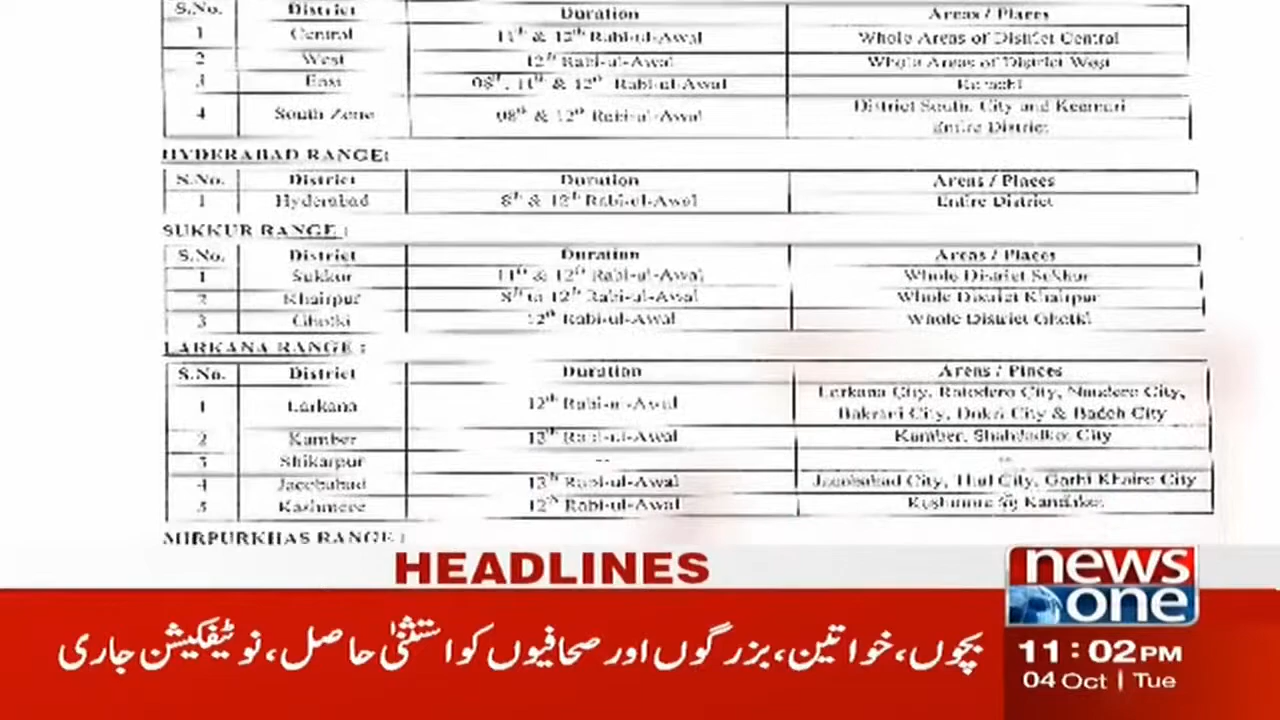 S.No. District Duration Areas / Places
1 Central 11th & 12th Rabi-ul-Awal Whole Areas of District Central
2 West 12th Rabi-ul-Awal Whole Areas of District West
3 East 08th, 11th & 12th Rabi-ul-Awal
4 South Zone 08th & 12th Rabi-ul-Awal District South, City and Keemari
Entire District
HYDERABAD RANGE:
S.No. District Duration Areas / Places
1 Hyderabad 8th & 12th Rabi-ul-Awal Entire District
SUKKUR RANGE :
S.No. District Duration Areas / Places
1 Sukkur 11th & 12th Rabi-ul-Awal Whole District Sukkur
2 Khairpur 8th to 12th Rabi-ul-Awal Whole District Khairpur
3 Ghotki 12th Rabi-ul-Awal Whole District Ghotki
LARKANA RANGE :
S.No. District Duration Areas / Places
1 Larkana 12th Rabi-ul-Awal Larkana City, Ratodero City, Naudero City,
Bakrani City, Dokri City & Badeh City
2 Kamber Rabi-ul-Awal Kamber, Shahdadkot City
3 Shikarpur -- --
4 Jacobabad Rabi-ul-Awal Jacobabad City, Thul City, Garhi Khairo City
5 Kashmore 12th Rabi-ul-Awal Kashmore
MIRPURKHAS RANGE :
HEADLINES
news
one
بچوں، خواتین، بزرگوں اور صحافیوں کو استثنیٰ حاصل، نوٹیفکیشن جاری
11:02PM
04 Oct | Tue